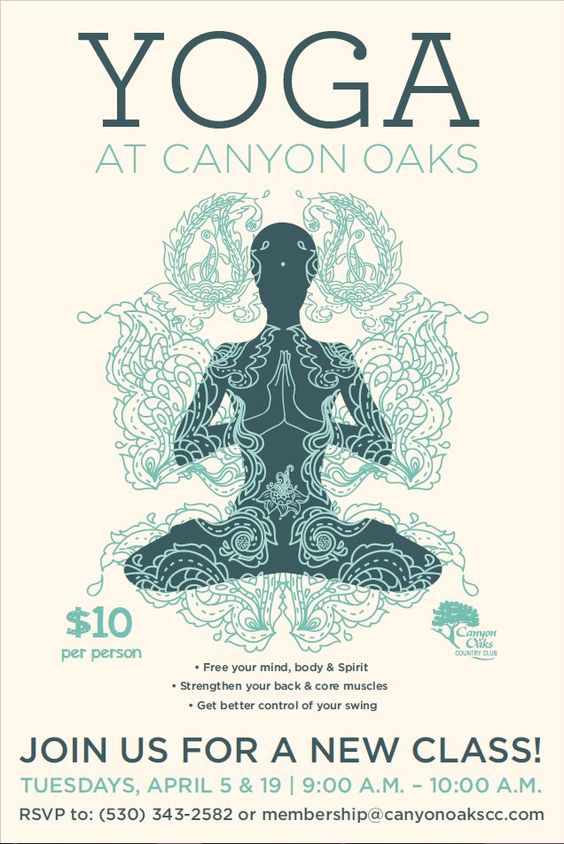 YOGA
AT CANYON OAKS
$10
per person
Canyon
Oaks
COUNTRY CLUB
• Free your mind, body & Spirit
• Strengthen your back & core muscles
• Get better control of your swing
JOIN US FOR A NEW CLASS!
TUESDAYS, APRIL 5 & 19 | 9:00 A.M. – 10:00 A.M.
RSVP to: (530) 343-2582 or membership@canyonoakscc.com